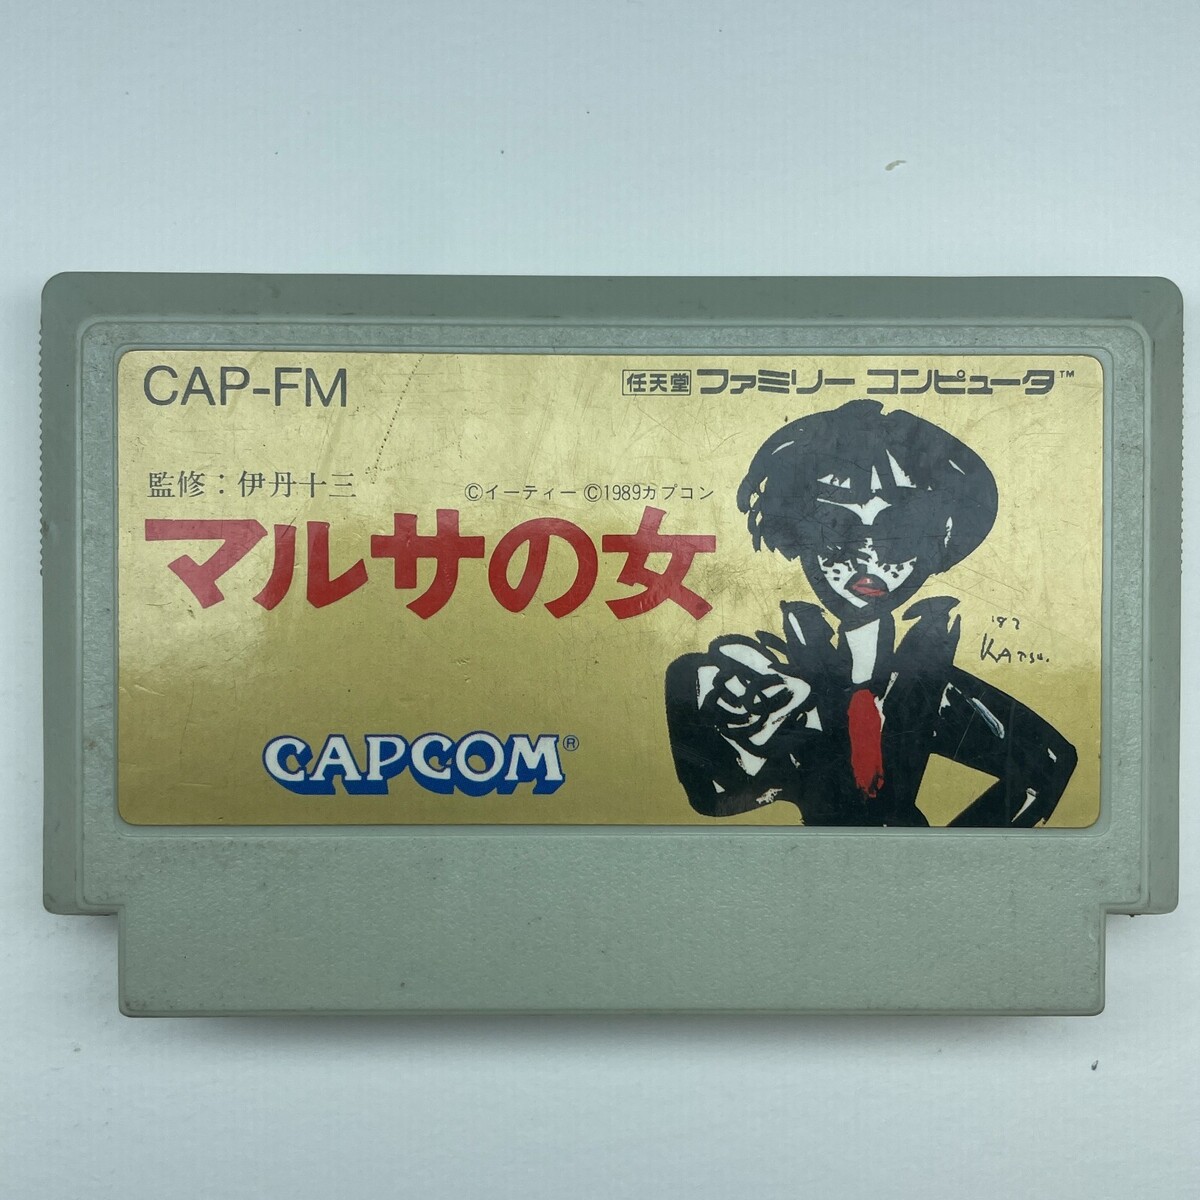 CAP-FM
任天堂 ファミリー コンピュータ™
監修：伊丹十三
©イーティー ©1989カプコン
マルサの女
'87
KATSU.
CAPCOM®